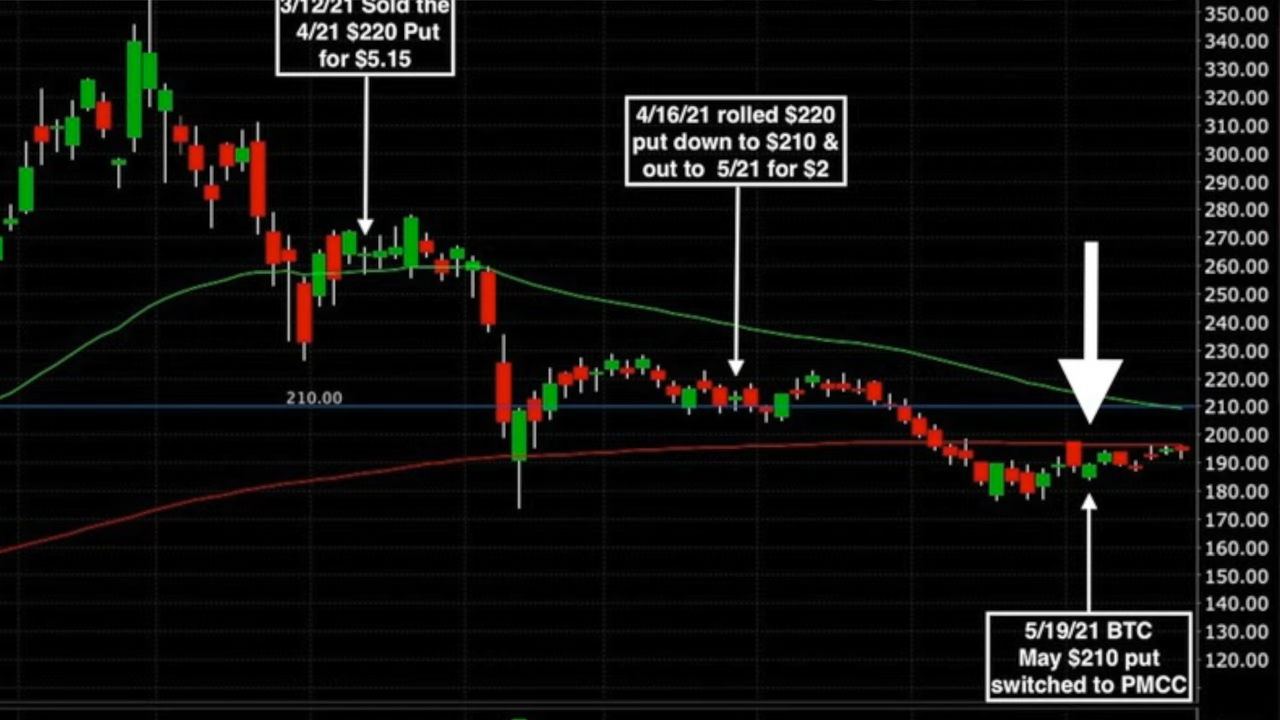 3/12/21 Sold the
4/21 $220 Put
for $5.15
4/16/21 rolled $220
put down to $210 &
out to 5/21 for $2
210.00
5/19/21 BTC
May $210 put
switched to PMCC
350.00
340.00
330.00
320.00
310.00
300.00
290.00
280.00
270.00
260.00
250.00
240.00
230.00
220.00
210.00
200.00
190.00
180.00
170.00
160.00
150.00
140.00
130.00
120.00